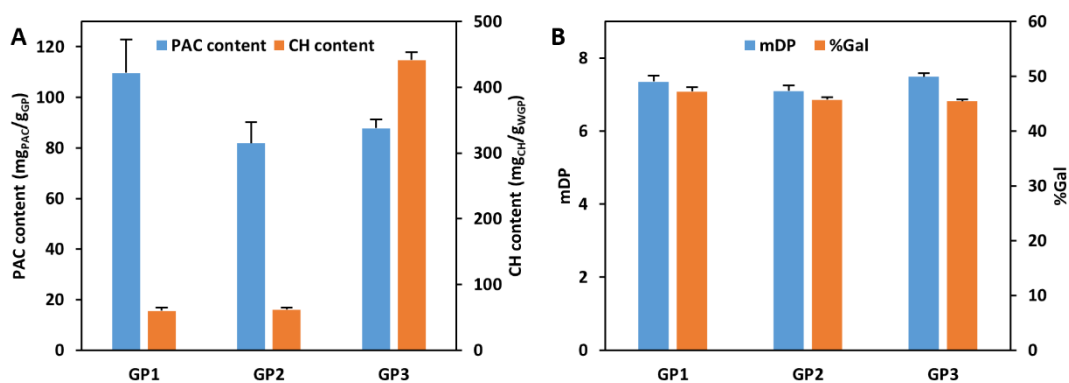 A
PAC content CH content
PAC content (mgPAC/gGP)
120
100
80
60
40
20
0
500
400
300
200
100
0
CH content (mgCH/gWGP)
GP1 GP2 GP3
B
mDP %Gal
mDP
8
6
4
2
0
60
50
40
30
20
10
0
%Gal
GP1 GP2 GP3